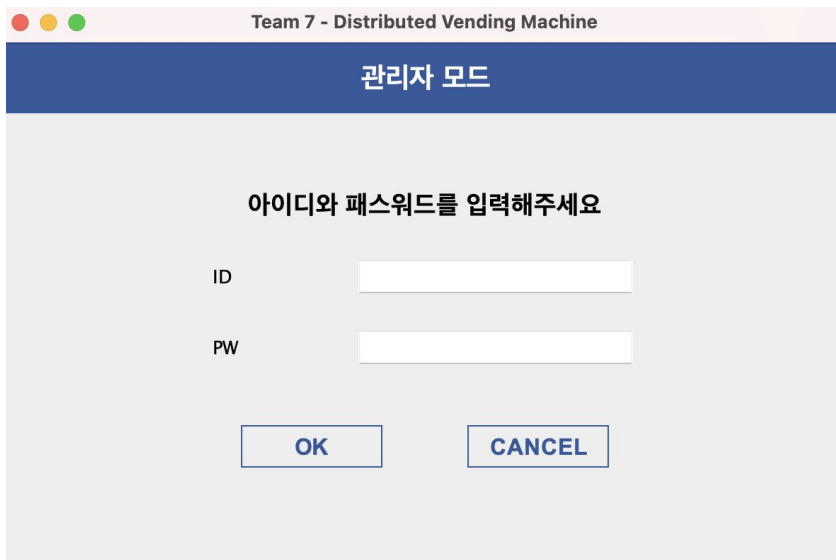 Team 7 - Distributed Vending Machine
관리자 모드
아이디와 패스워드를 입력해주세요
ID
PW
OK
CANCEL